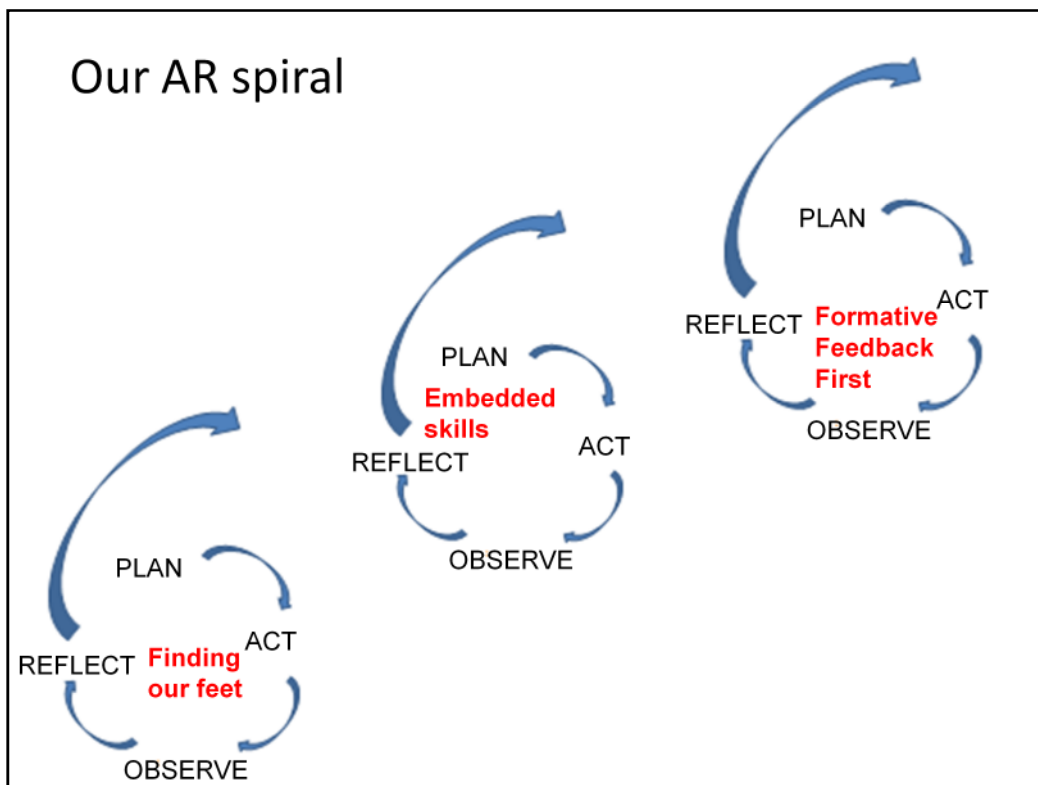 Our AR spiral
PLAN
ACT
REFLECT
Formative
Feedback
First
OBSERVE
PLAN
Embedded
skills
ACT
REFLECT
OBSERVE
PLAN
ACT
REFLECT
Finding
our feet
OBSERVE